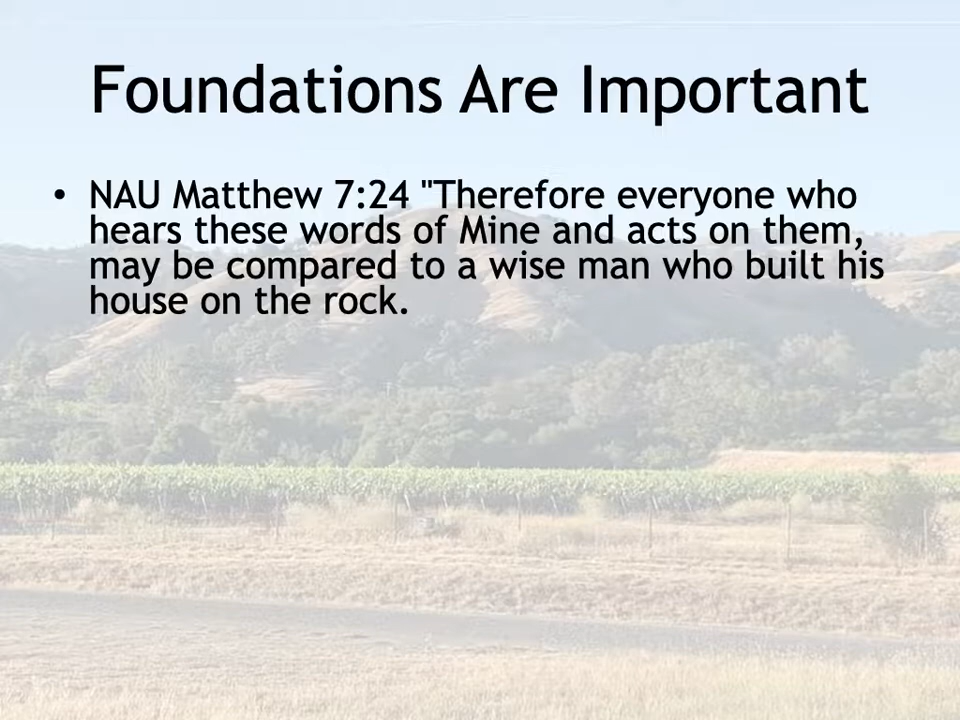 Foundations Are Important
• NAU Matthew 7:24 "Therefore everyone who
hears these words of Mine and acts on them,
may be compared to a wise man who built his
house on the rock.